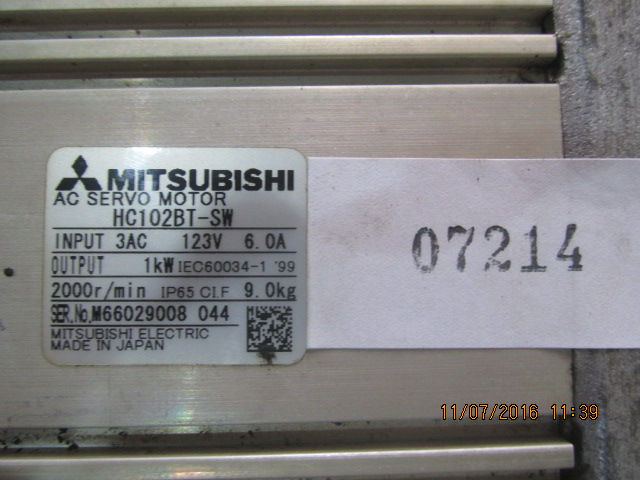 MITSUBISHI
AC SERVO MOTOR
HC102BT-SW
INPUT 3AC 123V 6.0A
OUTPUT 1kW IEC60034-1 '99
2000r/min IP65 CI.F 9.0kg
SER.No.M66029008 044
MITSUBISHI ELECTRIC
MADE IN JAPAN
07214
11/07/2016 11:39